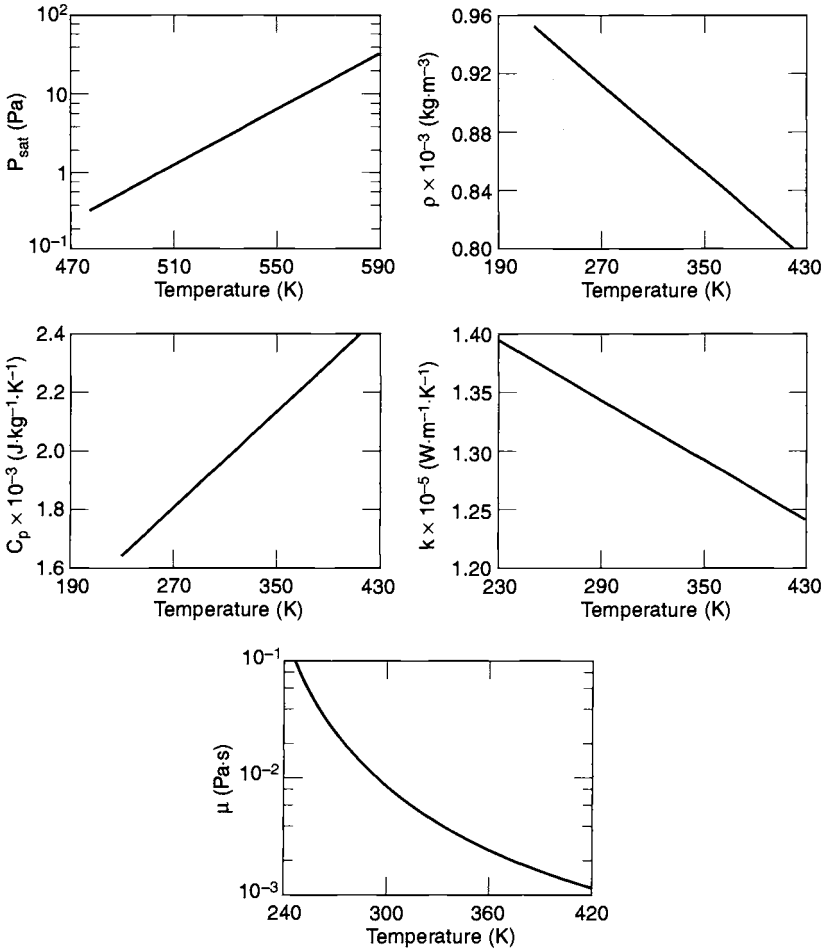 10² 10 1 10⁻¹
P_sat (Pa)
470 510 550 590
Temperature (K)
0.96 0.92 0.88 0.84 0.80
ρ × 10⁻³ (kg·m⁻³)
190 270 350 430
Temperature (K)
2.4 2.2 2.0 1.8 1.6
C_p × 10⁻³ (J·kg⁻¹·K⁻¹)
190 270 350 430
Temperature (K)
1.40 1.35 1.30 1.25 1.20
k × 10⁻⁵ (W·m⁻¹·K⁻¹)
230 290 350 430
Temperature (K)
10⁻¹ 10⁻² 10⁻³
μ (Pa·s)
240 300 360 420
Temperature (K)